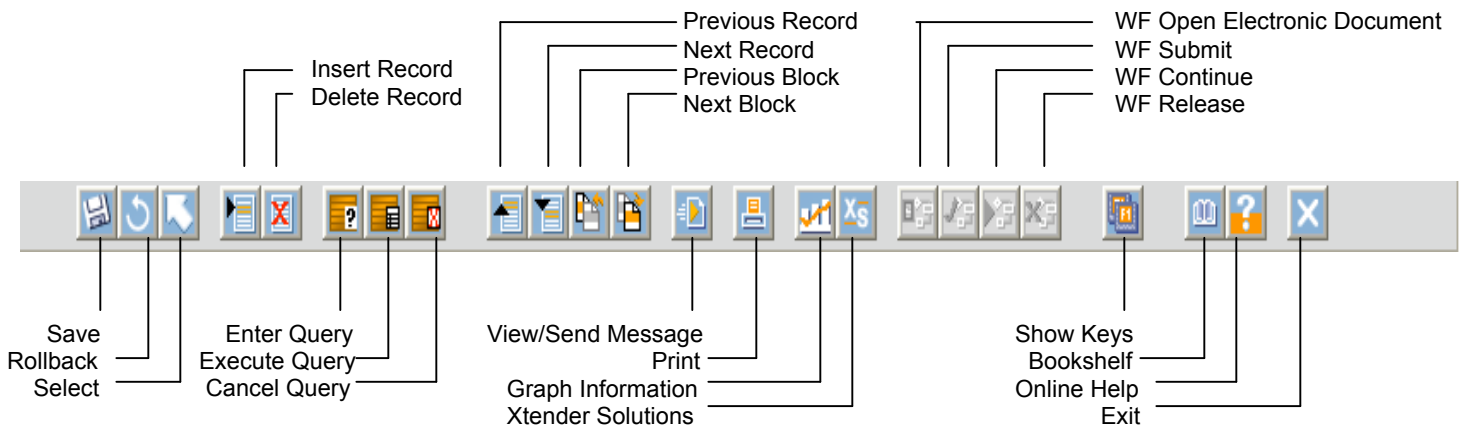 Previous Record
Next Record
Previous Block
Next Block
WF Open Electronic Document
WF Submit
WF Continue
WF Release
Insert Record
Delete Record
?
X
F1
?
X
Xs
Save
Rollback
Select
Enter Query
Execute Query
Cancel Query
View/Send Message
Print
Graph Information
Xtender Solutions
Show Keys
Bookshelf
Online Help
Exit